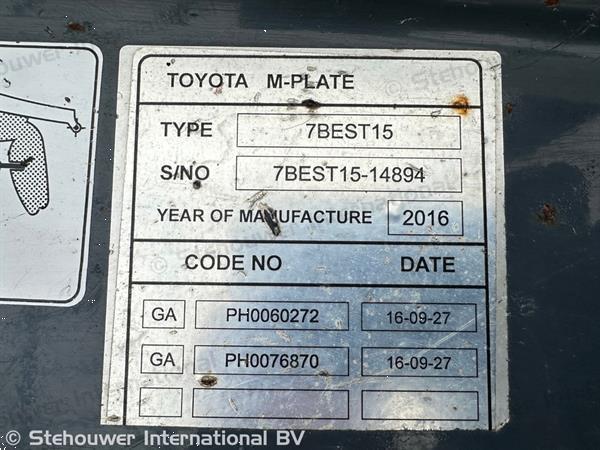 TOYOTA M-PLATE
TYPE 7BEST15
S/NO 7BEST15-14894
YEAR OF MANUFACTURE 2016
CODE NO DATE
GA PH0060272 16-09-27
GA PH0076870 16-09-27
© Stehouwer International BV